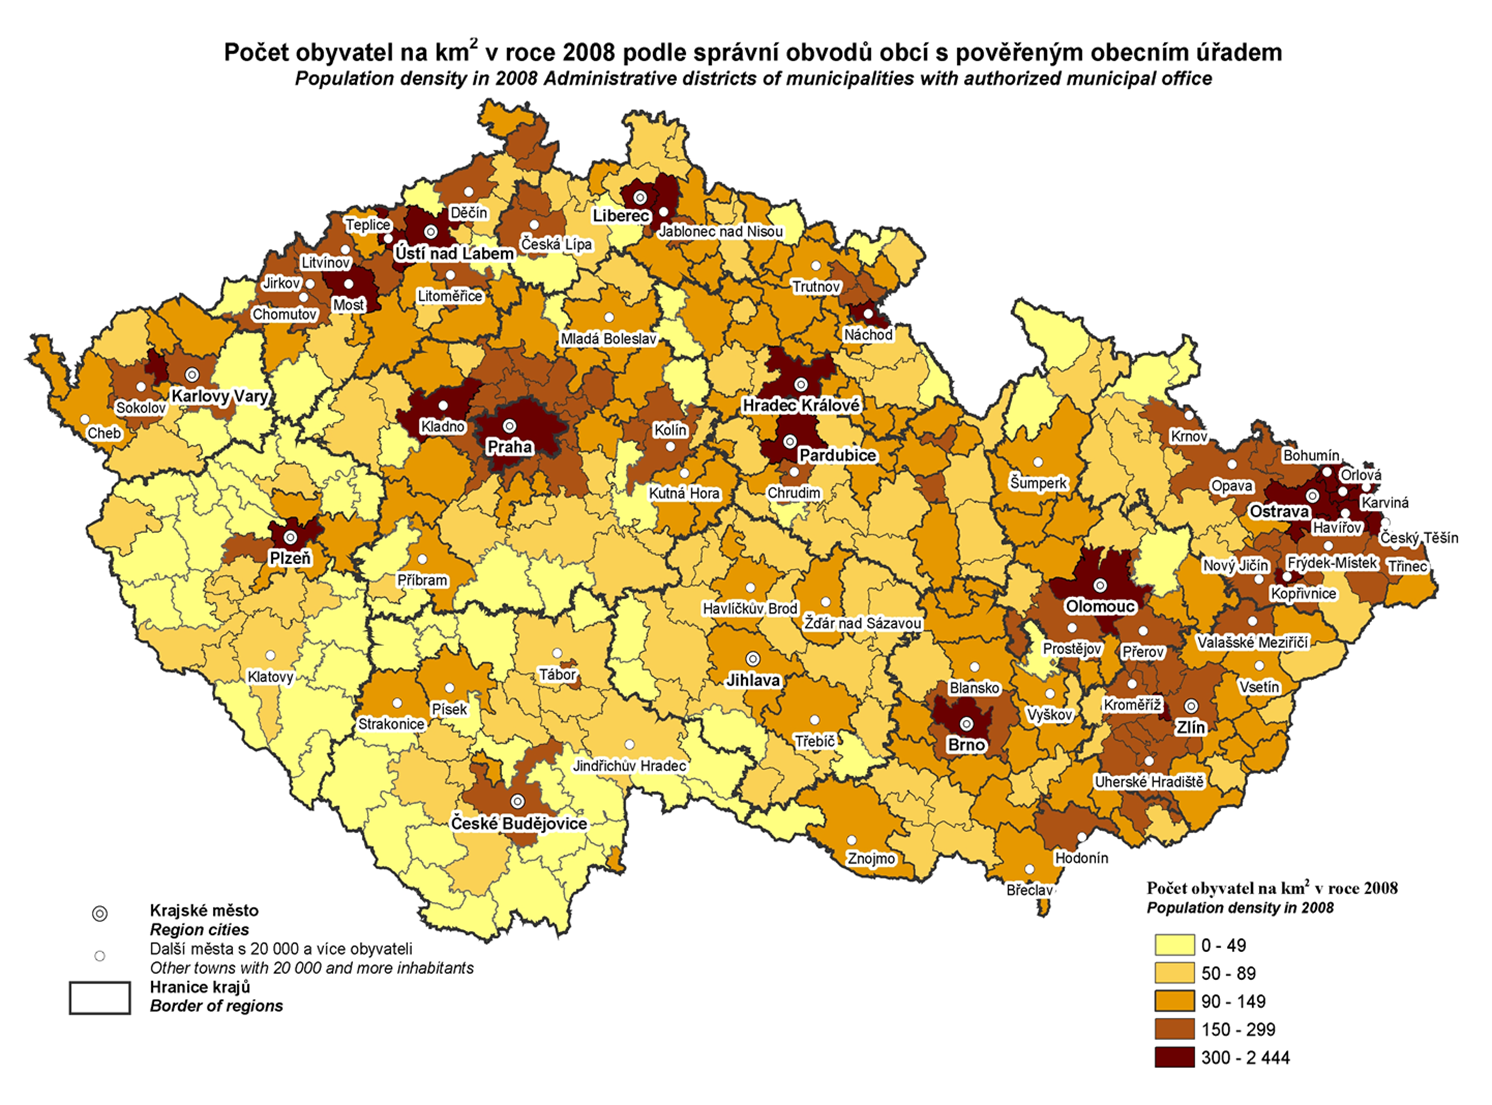 Počet obyvatel na km2 v roce 2008 podle správní obvodů obcí s pověřeným obecním úřadem
Population density in 2008 Administrative districts of municipalities with authorized municipal office
Děčín
Liberec
Teplice
Jablonec nad Nisou
Ústí nad Labem
Česká Lípa
Litvínov
Jirkov
Most
Litoměřice
Trutnov
Chomutov
Mladá Boleslav
Náchod
Karlovy Vary
Sokolov
Hradec Králové
Cheb
Kladno
Kolín
Praha
Pardubice
Krnov
Bohumín
Orlová
Šumperk
Opava
Kutná Hora
Chrudim
Karviná
Ostrava
Havířov
Český Těšín
Plzeň
Nový Jičín
Frýdek-Místek
Třinec
Příbram
Kopřivnice
Havlíčkův Brod
Olomouc
Žďár nad Sázavou
Valašské Meziříčí
Prostějov
Přerov
Klatovy
Tábor
Jihlava
Blansko
Vsetín
Písek
Strakonice
Vyškov
Kroměříž
Zlín
Třebíč
Brno
Jindřichův Hradec
Uherské Hradiště
České Budějovice
Znojmo
Hodonín
Břeclav
Krajské město
Region cities
Další města s 20 000 a více obyvateli
Other towns with 20 000 and more inhabitants
Hranice krajů
Border of regions
Počet obyvatel na km2 v roce 2008
Population density in 2008
0 - 49
50 - 89
90 - 149
150 - 299
300 - 2 444